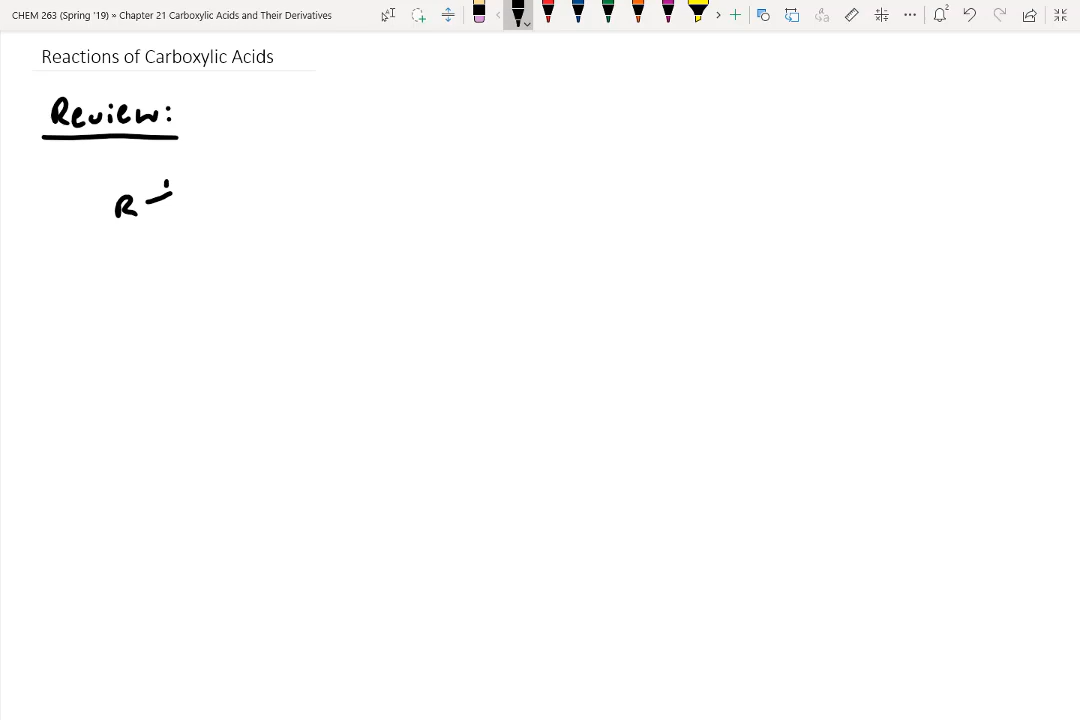 CHEM 263 (Spring '19) » Chapter 21 Carboxylic Acids and Their Derivatives
Reactions of Carboxylic Acids
Review:
R